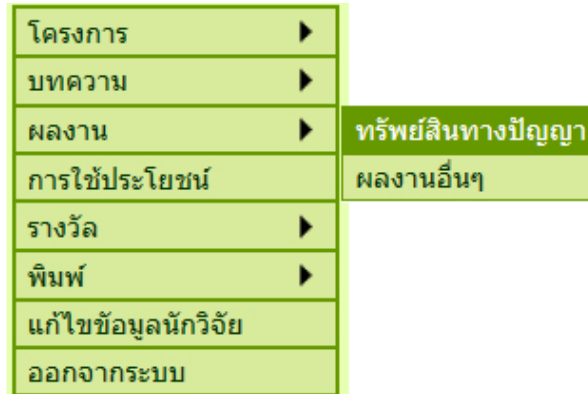 โครงการ
บทความ
ผลงาน
ทรัพย์สินทางปัญญา
ผลงานอื่นๆ
การใช้ประโยชน์
รางวัล
พิมพ์
แก้ไขข้อมูลนักวิจัย
ออกจากระบบ